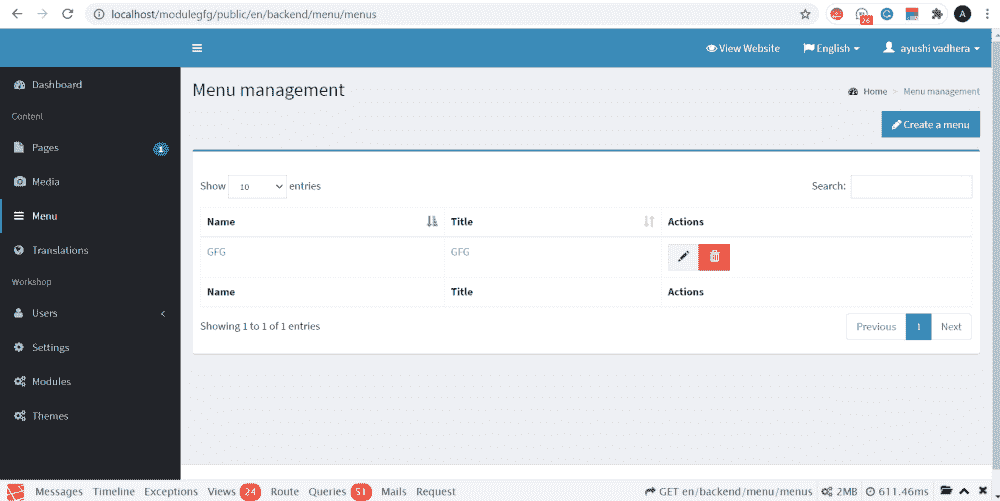 localhost/modulegfg/public/en/backend/menu/menus
26
A
View Website English ayushi vadhera
Dashboard
Content
Pages 1
Media
Menu
Translations
Workshop
Users
Settings
Modules
Themes
Menu management
Home > Menu management
Create a menu
Show 10 entries
Search:
Name Title Actions
GFG GFG
Name Title Actions
Showing 1 to 1 of 1 entries
Previous 1 Next
Messages Timeline Exceptions Views 24 Route Queries 51 Mails Request GET en/backend/menu/menus 2MB 611.46ms